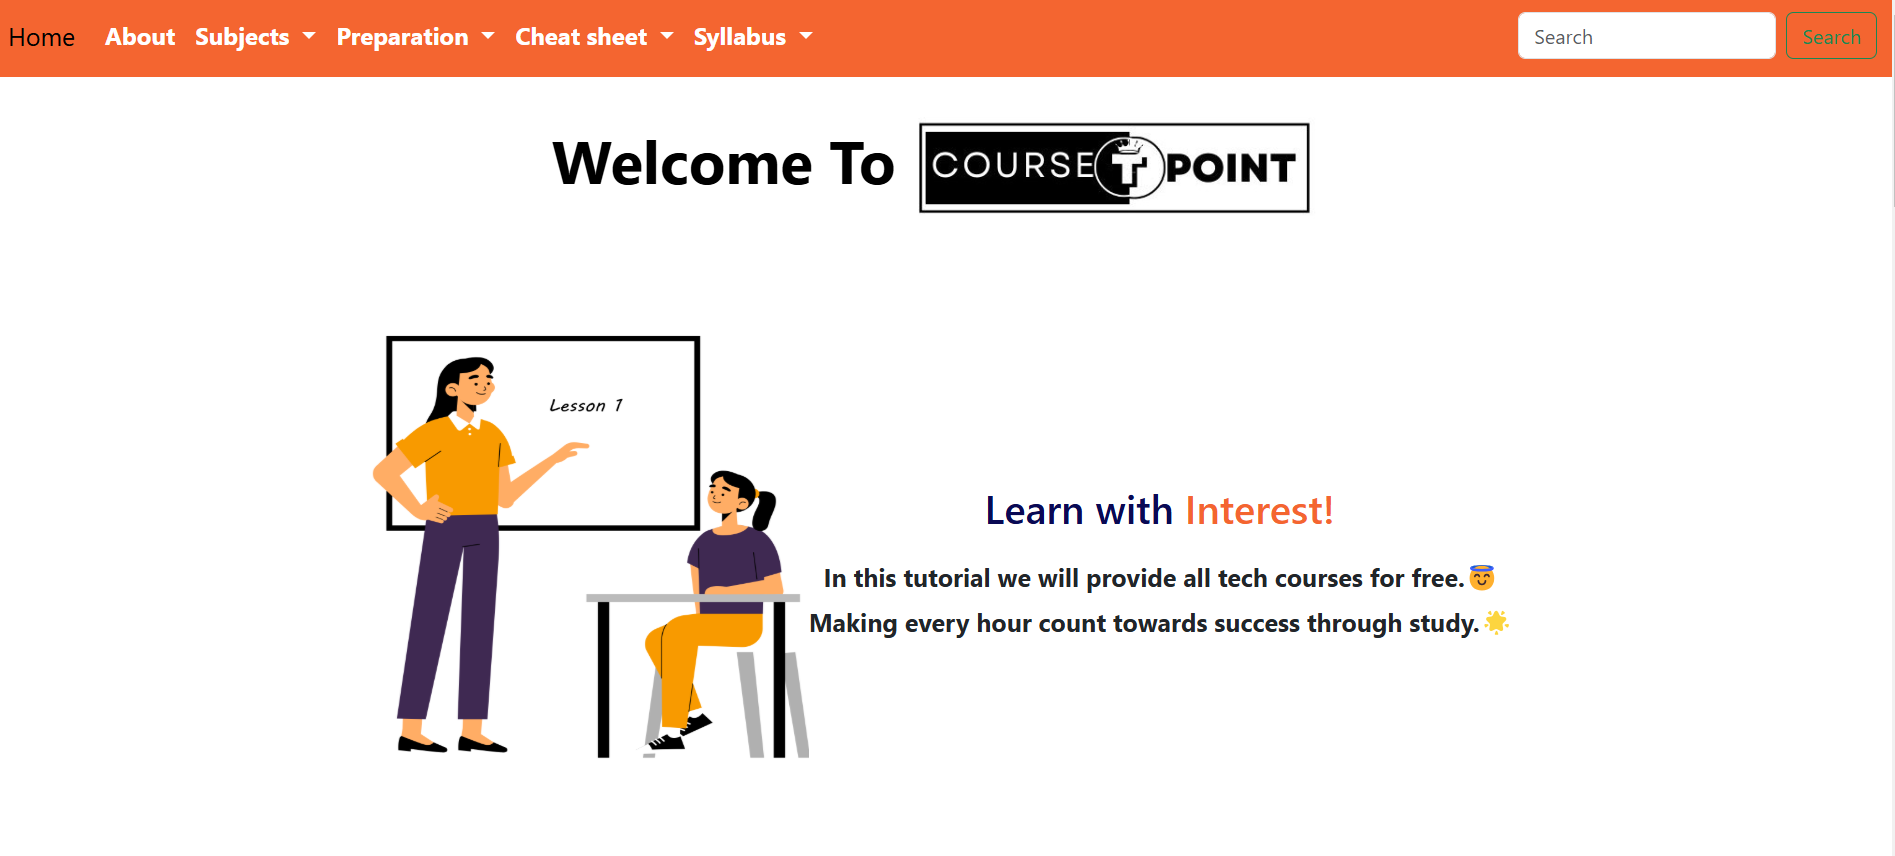 Home About Subjects Preparation Cheat sheet Syllabus Search Search
Welcome To COURSE T POINT
Lesson 1
Learn with Interest!
In this tutorial we will provide all tech courses for free.😇
Making every hour count towards success through study.🌟